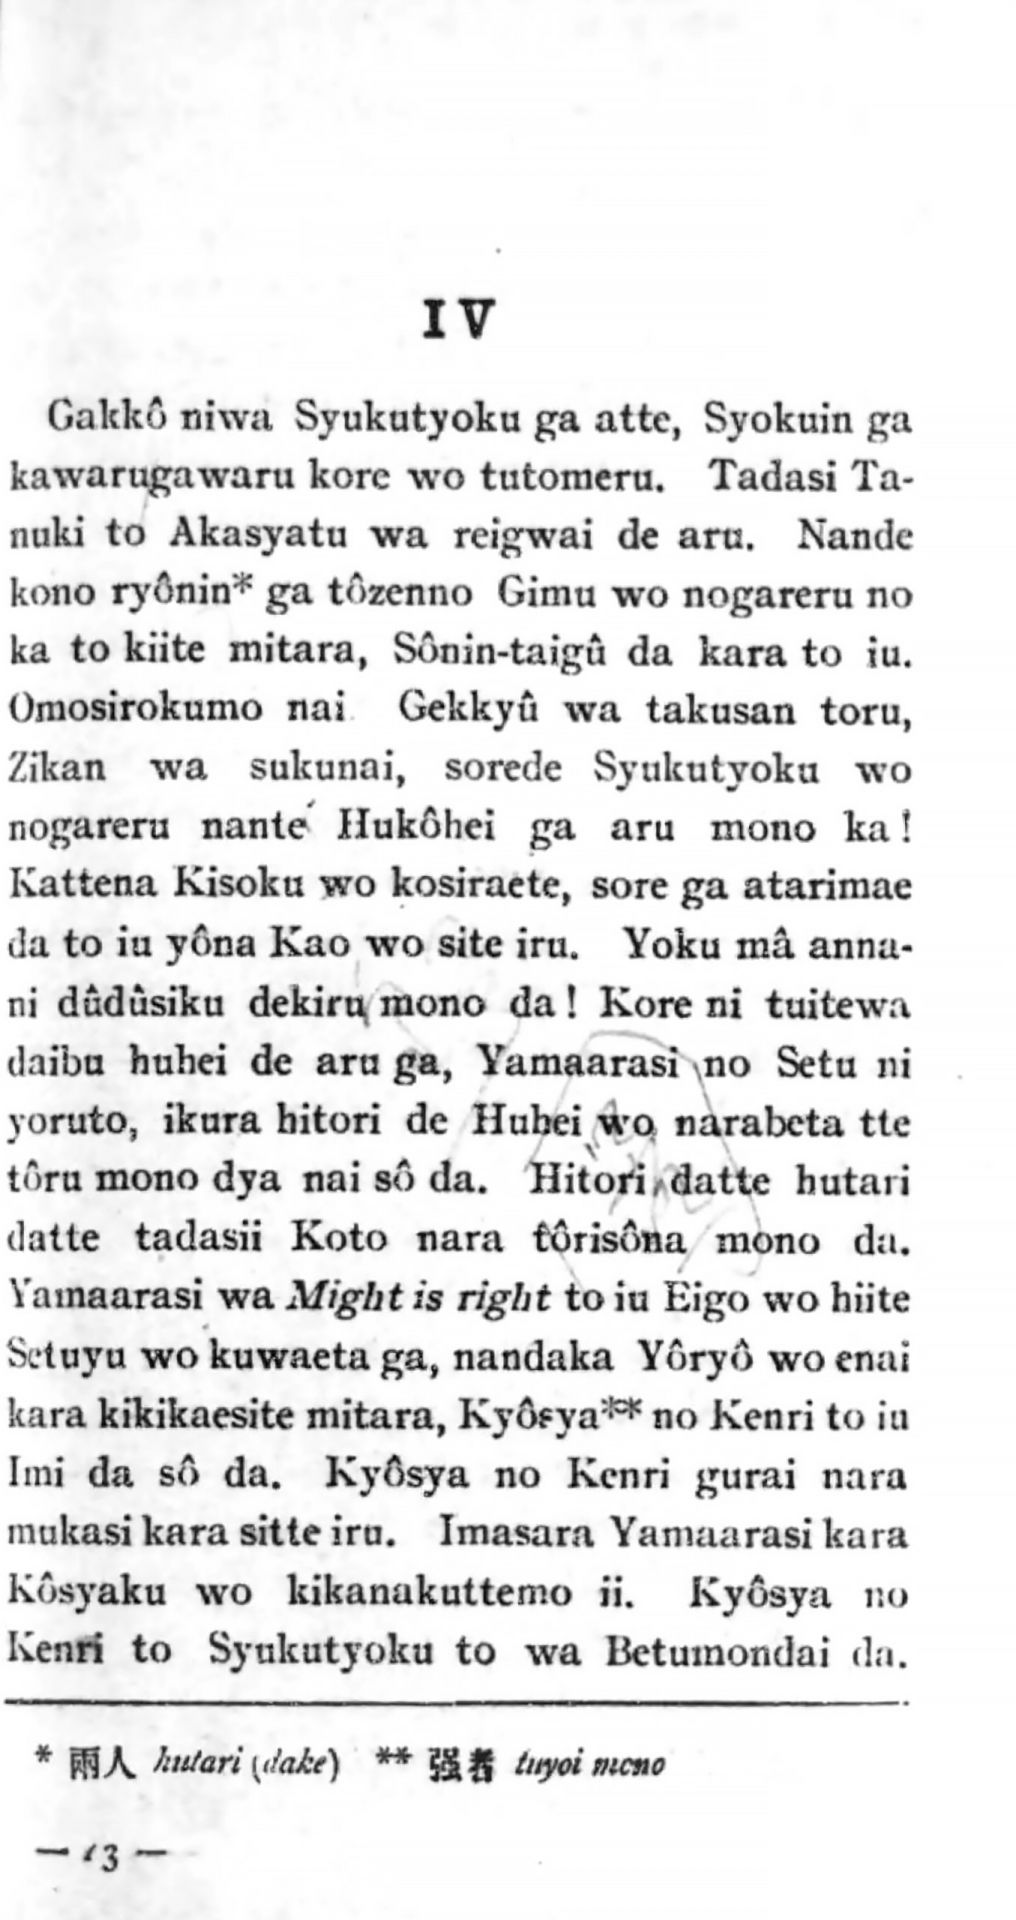 IV
Gakkô niwa Syukutyoku ga atte, Syokuin ga
kawarugawaru kore wo tutomeru. Tadasi Ta-
nuki to Akasyatu wa reigwai de aru. Nande
kono ryônin* ga tôzenno Gimu wo nogareru no
ka to kiite mitara, Sônin-taigû da kara to iu.
Omosirokumo nai. Gekkyû wa takusan toru,
Zikan wa sukunai, sorede Syukutyoku wo
nogareru nante Hukôhei ga aru mono ka!
Kattena Kisoku wo kosiraete, sore ga atarimae
da to iu yôna Kao wo site iru. Yoku mâ anna-
ni dûdûsiku dekiru mono da! Kore ni tuitewa
daibu huhei de aru ga, Yamaarasi no Setu ni
yoruto, ikura hitori de Huhei wo narabeta tte
tôru mono dya nai sô da. Hitori datte hutari
datte tadasii Koto nara tôrisôna mono da.
Yamaarasi wa Might is right to iu Eigo wo hiite
Setuyu wo kuwaeta ga, nandaka Yôryô wo enai
kara kikikaesite mitara, Kyôsya** no Kenri to iu
Imi da sô da. Kyôsya no Kenri gurai nara
mukasi kara sitte iru. Imasara Yamaarasi kara
Kôsyaku wo kikanakuttemo ii. Kyôsya no
Kenri to Syukutyoku to wa Betumondai da.
* 兩人 hutari (dake) ** 强者 tuyoi mono